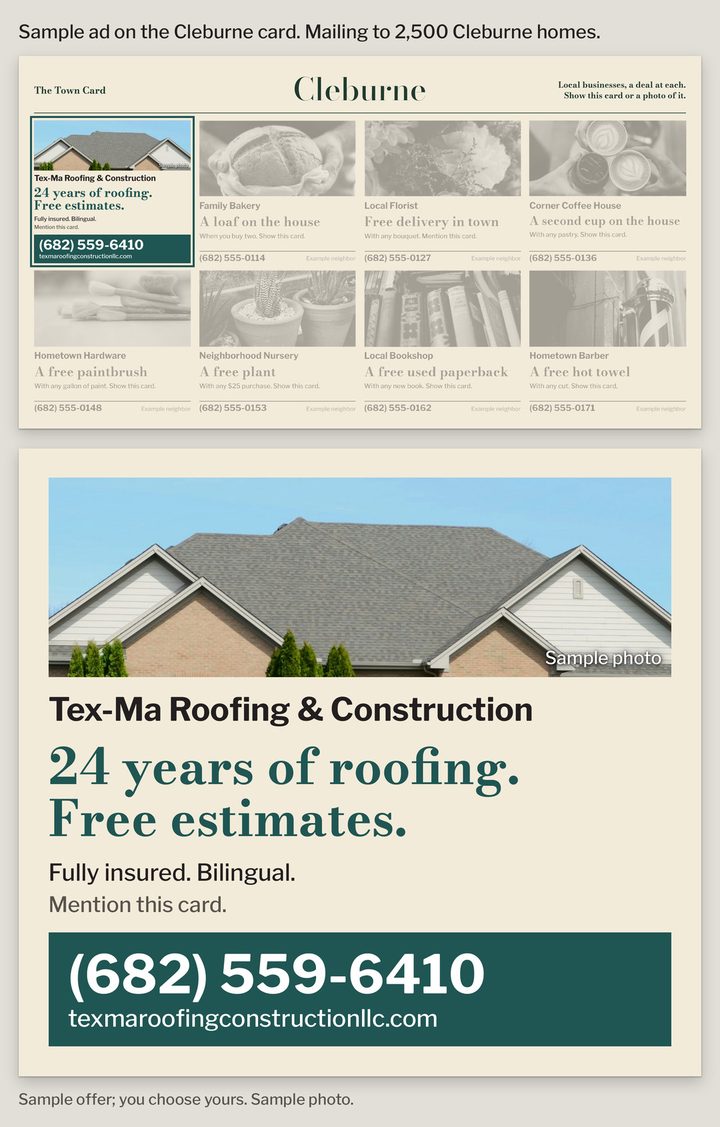 Sample ad on the Cleburne card. Mailing to 2,500 Cleburne homes.
The Town Card
Cleburne
Local businesses, a deal at each.
Show this card or a photo of it.
Sample photo
Tex-Ma Roofing & Construction
24 years of roofing.
Free estimates.
Fully insured. Bilingual.
Mention this card.
(682) 559-6410
texmaroofingconstructionllc.com
Family Bakery
A loaf on the house
When you buy two. Show this card.
(682) 555-0114
Example neighbor
Local Florist
Free delivery in town
With any bouquet. Mention this card.
(682) 555-0127
Example neighbor
Corner Coffee House
A second cup on the house
With any pastry. Show this card.
(682) 555-0136
Example neighbor
Hometown Hardware
A free paintbrush
With any gallon of paint. Show this card.
(682) 555-0148
Example neighbor
Neighborhood Nursery
A free plant
With any $25 purchase. Show this card.
(682) 555-0153
Example neighbor
Local Bookshop
A free used paperback
With any new book. Show this card.
(682) 555-0162
Example neighbor
Hometown Barber
A free hot towel
With any cut. Show this card.
(682) 555-0171
Example neighbor
Sample photo
Tex-Ma Roofing & Construction
24 years of roofing.
Free estimates.
Fully insured. Bilingual.
Mention this card.
(682) 559-6410
texmaroofingconstructionllc.com
Sample offer; you choose yours. Sample photo.